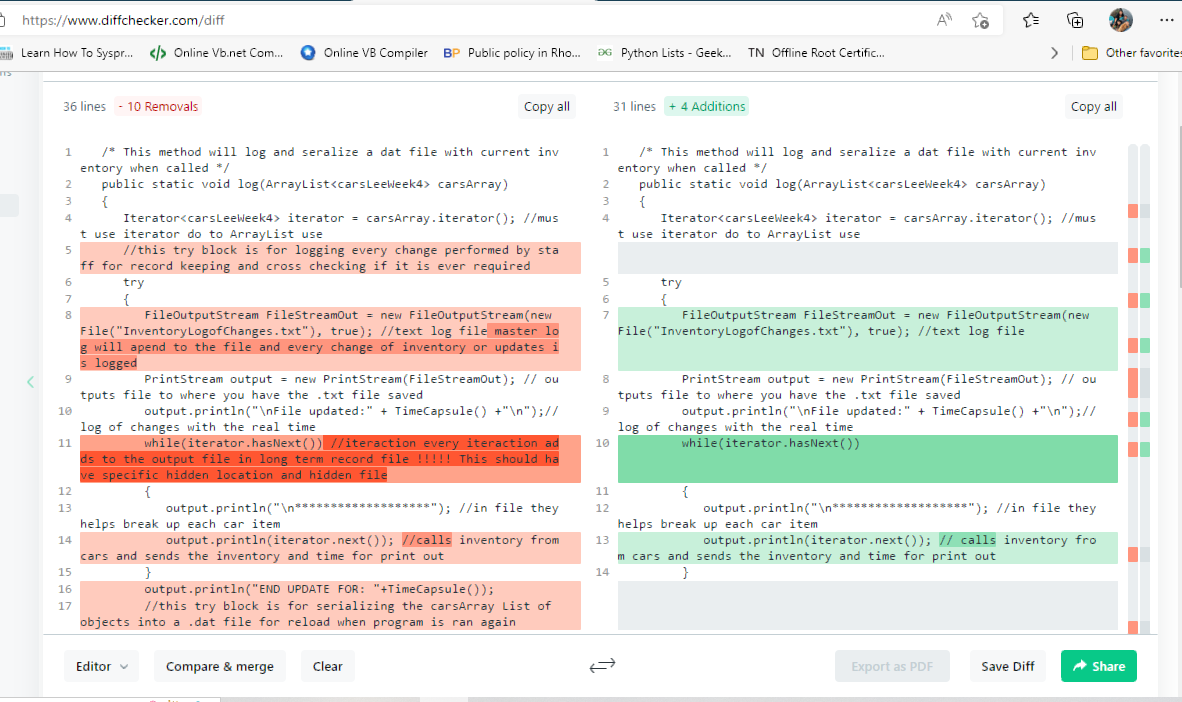 https://www.diffchecker.com/diff
Learn How To Syspr... Online Vb.net Com... Online VB Compiler BP Public policy in Rho... Python Lists - Geek... TN Offline Root Certific... Other favorites
36 lines - 10 Removals Copy all 31 lines + 4 Additions Copy all
1 /* This method will log and seralize a dat file with current inv
entory when called */
2 public static void log(ArrayList<carsLeeWeek4> carsArray)
3 {
4 Iterator<carsLeeWeek4> iterator = carsArray.iterator(); //mus
t use iterator do to ArrayList use
5 //this try block is for logging every change performed by sta
ff for record keeping and cross checking if it is ever required
6 try
7 {
8 FileOutputStream FileStreamOut = new FileOutputStream(new
File("InventoryLogofChanges.txt"), true); //text log file master lo
g will apend to the file and every change of inventory or updates i
s logged
9 PrintStream output = new PrintStream(FileStreamOut); // ou
tputs file to where you have the .txt file saved
10 output.println("\nFile updated:" + TimeCapsule() +"\n");//
log of changes with the real time
11 while(iterator.hasNext()) //iteraction every iteraction ad
ds to the output file in long term record file !!!!! This should ha
ve specific hidden location and hidden file
12 {
13 output.println("\n*******************"); //in file they
helps break up each car item
14 output.println(iterator.next()); //calls inventory from
cars and sends the inventory and time for print out
15 }
16 output.println("END UPDATE FOR: "+TimeCapsule());
17 //this try block is for serializing the carsArray List of
objects into a .dat file for reload when program is ran again
1 /* This method will log and seralize a dat file with current inv
entory when called */
2 public static void log(ArrayList<carsLeeWeek4> carsArray)
3 {
4 Iterator<carsLeeWeek4> iterator = carsArray.iterator(); //mus
t use iterator do to ArrayList use
5 try
6 {
7 FileOutputStream FileStreamOut = new FileOutputStream(new
File("InventoryLogofChanges.txt"), true); //text log file
8 PrintStream output = new PrintStream(FileStreamOut); // ou
tputs file to where you have the .txt file saved
9 output.println("\nFile updated:" + TimeCapsule() +"\n");//
log of changes with the real time
10 while(iterator.hasNext())
11 {
12 output.println("\n*******************"); //in file they
helps break up each car item
13 output.println(iterator.next()); // calls inventory fro
m cars and sends the inventory and time for print out
14 }
Editor Compare & merge Clear Export as PDF Save Diff Share